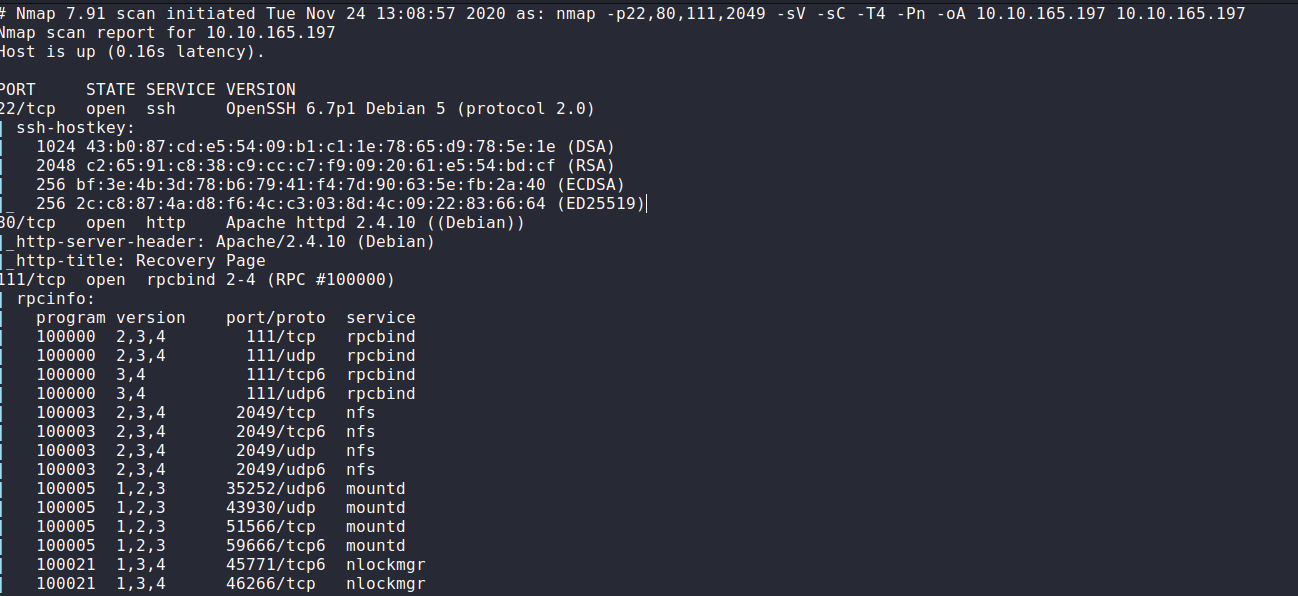 # Nmap 7.91 scan initiated Tue Nov 24 13:08:57 2020 as: nmap -p22,80,111,2049 -sV -sC -T4 -Pn -oA 10.10.165.197 10.10.165.197
Nmap scan report for 10.10.165.197
Host is up (0.16s latency).
PORT     STATE SERVICE VERSION
22/tcp   open  ssh     OpenSSH 6.7p1 Debian 5 (protocol 2.0)
| ssh-hostkey:
|   1024 43:b0:87:cd:e5:54:09:b1:c1:1e:78:65:d9:78:5e:1e (DSA)
|   2048 c2:65:91:c8:38:c9:cc:c7:f9:09:20:61:e5:54:bd:cf (RSA)
|   256 bf:3e:4b:3d:78:b6:79:41:f4:7d:90:63:5e:fb:2a:40 (ECDSA)
|_  256 2c:c8:87:4a:d8:f6:4c:c3:03:8d:4c:09:22:83:66:64 (ED25519)
80/tcp   open  http    Apache httpd 2.4.10 ((Debian))
|_http-server-header: Apache/2.4.10 (Debian)
|_http-title: Recovery Page
111/tcp  open  rpcbind 2-4 (RPC #100000)
| rpcinfo:
|   program version    port/proto  service
|   100000  2,3,4        111/tcp   rpcbind
|   100000  2,3,4        111/udp   rpcbind
|   100000  3,4          111/tcp6  rpcbind
|   100000  3,4          111/udp6  rpcbind
|   100003  2,3,4       2049/tcp   nfs
|   100003  2,3,4       2049/tcp6  nfs
|   100003  2,3,4       2049/udp   nfs
|   100003  2,3,4       2049/udp6  nfs
|   100005  1,2,3      35252/udp6  mountd
|   100005  1,2,3      43930/udp   mountd
|   100005  1,2,3      51566/tcp   mountd
|   100005  1,2,3      59666/tcp6  mountd
|   100021  1,3,4      45771/tcp6  nlockmgr
|   100021  1,3,4      46266/tcp   nlockmgr